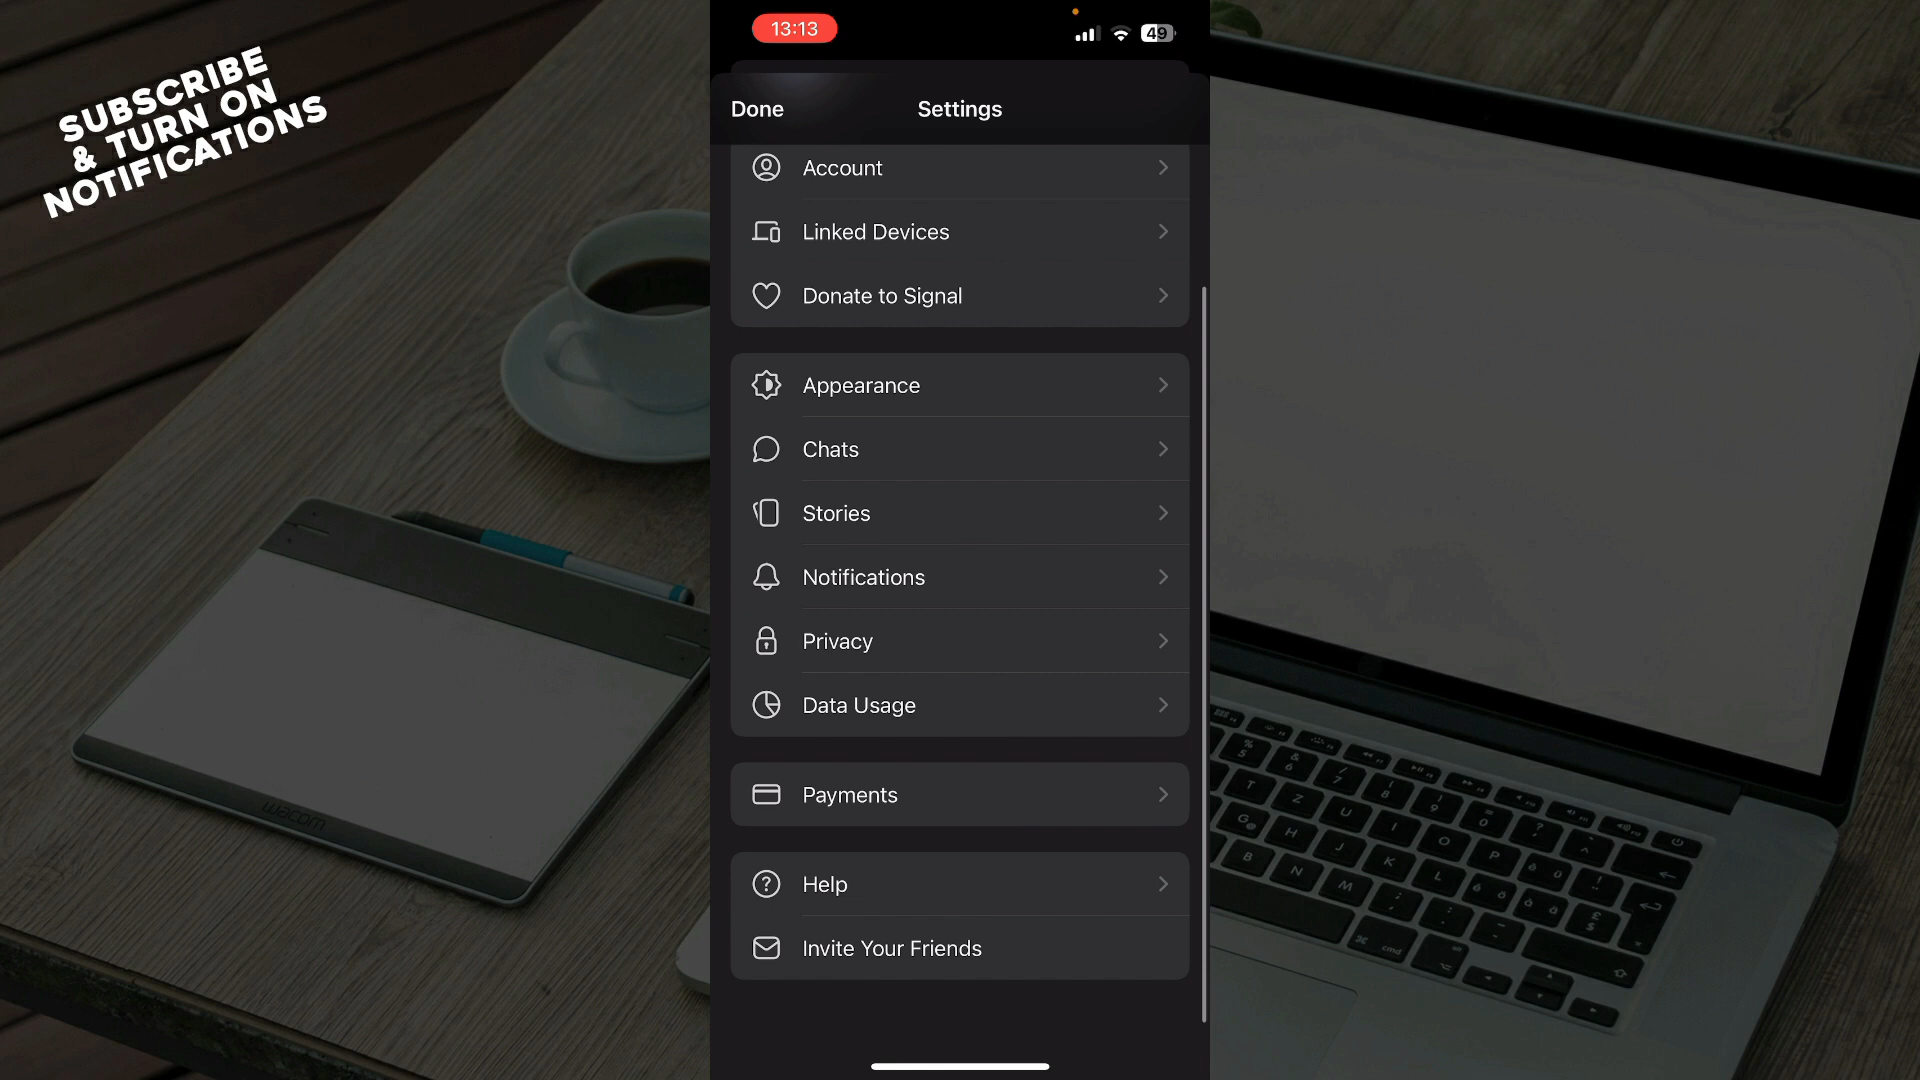 SUBSCRIBE
& TURN ON
NOTIFICATIONS
13:13
49
Done
Settings
Account
Linked Devices
Donate to Signal
Appearance
Chats
Stories
Notifications
Privacy
Data Usage
Payments
Help
Invite Your Friends
wacom